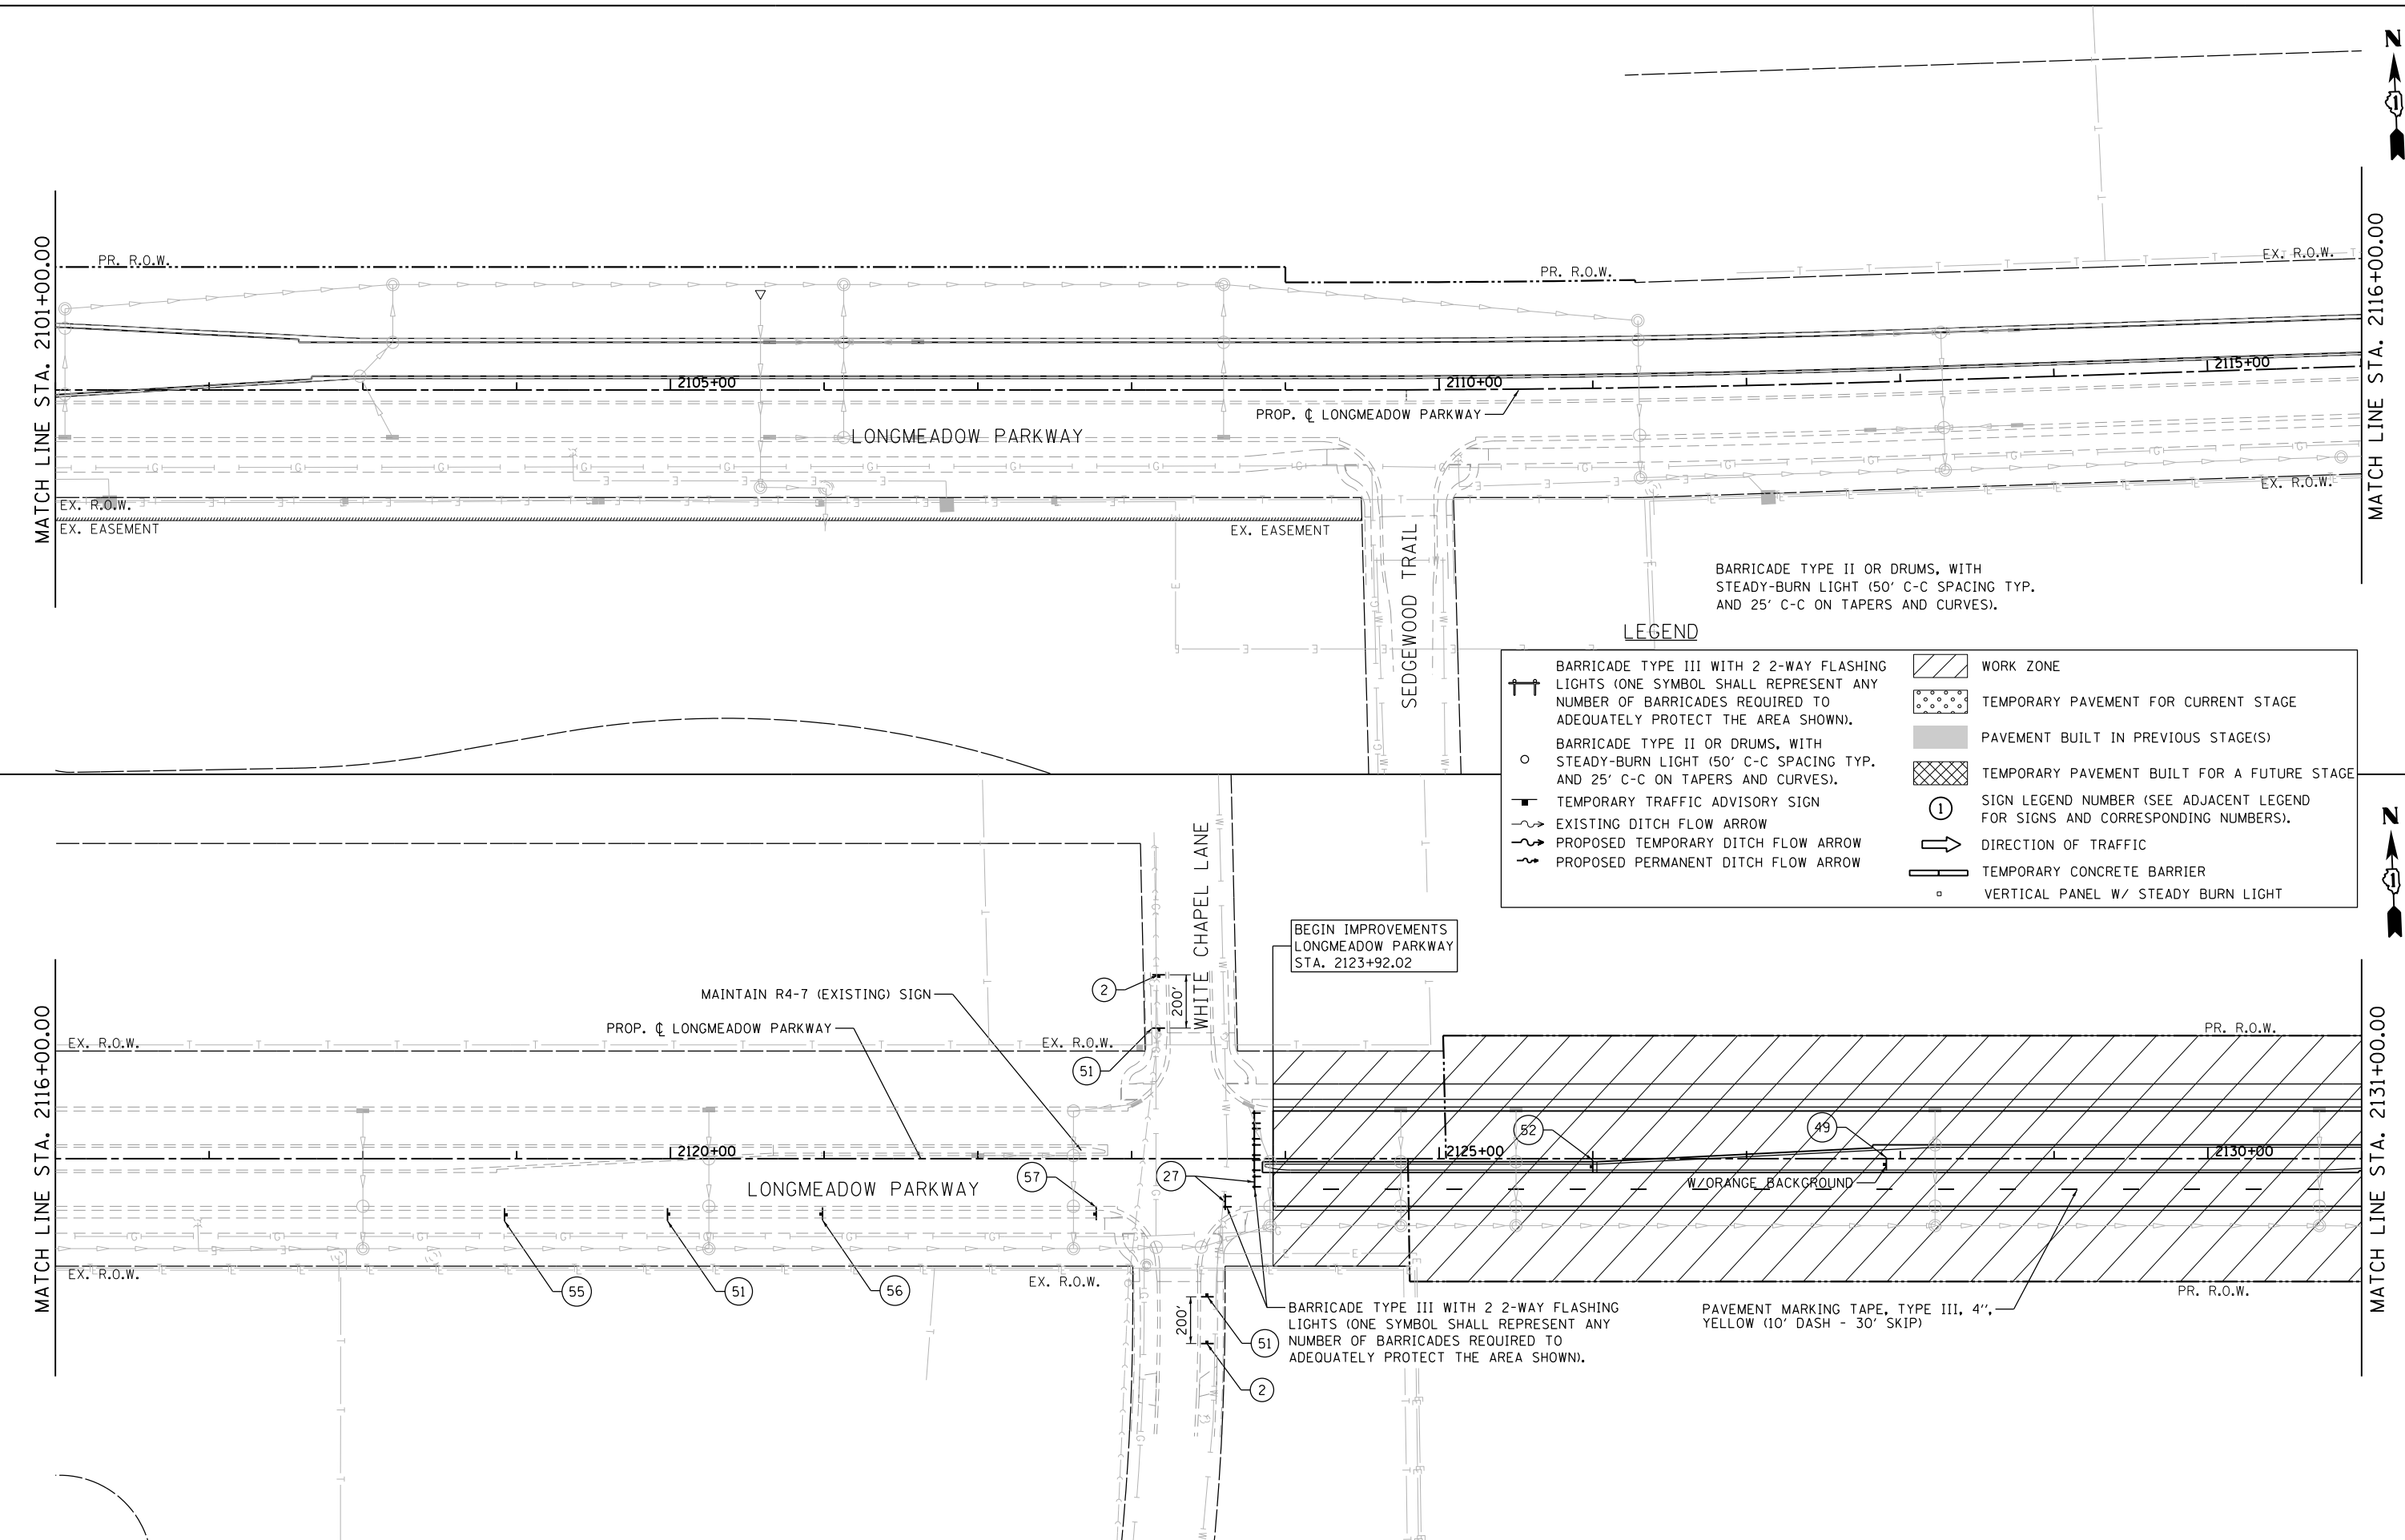 N
1
MATCH LINE STA. 2101+00.00
PR. R.O.W.
PR. R.O.W.
EX. R.O.W.
MATCH LINE STA. 2116+00.00
2105+00
2110+00
2115+00
PROP. ℄ LONGMEADOW PARKWAY
LONGMEADOW PARKWAY
EX. R.O.W.
EX. R.O.W.
EX. EASEMENT
EX. EASEMENT
SEDGEWOOD TRAIL
BARRICADE TYPE II OR DRUMS, WITH
STEADY-BURN LIGHT (50' C-C SPACING TYP.
AND 25' C-C ON TAPERS AND CURVES).
LEGEND
BARRICADE TYPE III WITH 2 2-WAY FLASHING
LIGHTS (ONE SYMBOL SHALL REPRESENT ANY
NUMBER OF BARRICADES REQUIRED TO
ADEQUATELY PROTECT THE AREA SHOWN).
BARRICADE TYPE II OR DRUMS, WITH
STEADY-BURN LIGHT (50' C-C SPACING TYP.
AND 25' C-C ON TAPERS AND CURVES).
TEMPORARY TRAFFIC ADVISORY SIGN
EXISTING DITCH FLOW ARROW
PROPOSED TEMPORARY DITCH FLOW ARROW
PROPOSED PERMANENT DITCH FLOW ARROW
WORK ZONE
TEMPORARY PAVEMENT FOR CURRENT STAGE
PAVEMENT BUILT IN PREVIOUS STAGE(S)
TEMPORARY PAVEMENT BUILT FOR A FUTURE STAGE
1
SIGN LEGEND NUMBER (SEE ADJACENT LEGEND
FOR SIGNS AND CORRESPONDING NUMBERS).
DIRECTION OF TRAFFIC
TEMPORARY CONCRETE BARRIER
VERTICAL PANEL W/ STEADY BURN LIGHT
N
1
WHITE CHAPEL LANE
BEGIN IMPROVEMENTS
LONGMEADOW PARKWAY
STA. 2123+92.02
2
200'
MAINTAIN R4-7 (EXISTING) SIGN
PROP. ℄ LONGMEADOW PARKWAY
MATCH LINE STA. 2116+00.00
EX. R.O.W.
EX. R.O.W.
51
PR. R.O.W.
MATCH LINE STA. 2131+00.00
2120+00
2125+00
2130+00
52
49
57
27
W/ORANGE BACKGROUND
LONGMEADOW PARKWAY
EX. R.O.W.
EX. R.O.W.
55
51
56
200'
51
2
BARRICADE TYPE III WITH 2 2-WAY FLASHING
LIGHTS (ONE SYMBOL SHALL REPRESENT ANY
NUMBER OF BARRICADES REQUIRED TO
ADEQUATELY PROTECT THE AREA SHOWN).
PAVEMENT MARKING TAPE, TYPE III, 4",
YELLOW (10' DASH - 30' SKIP)
PR. R.O.W.